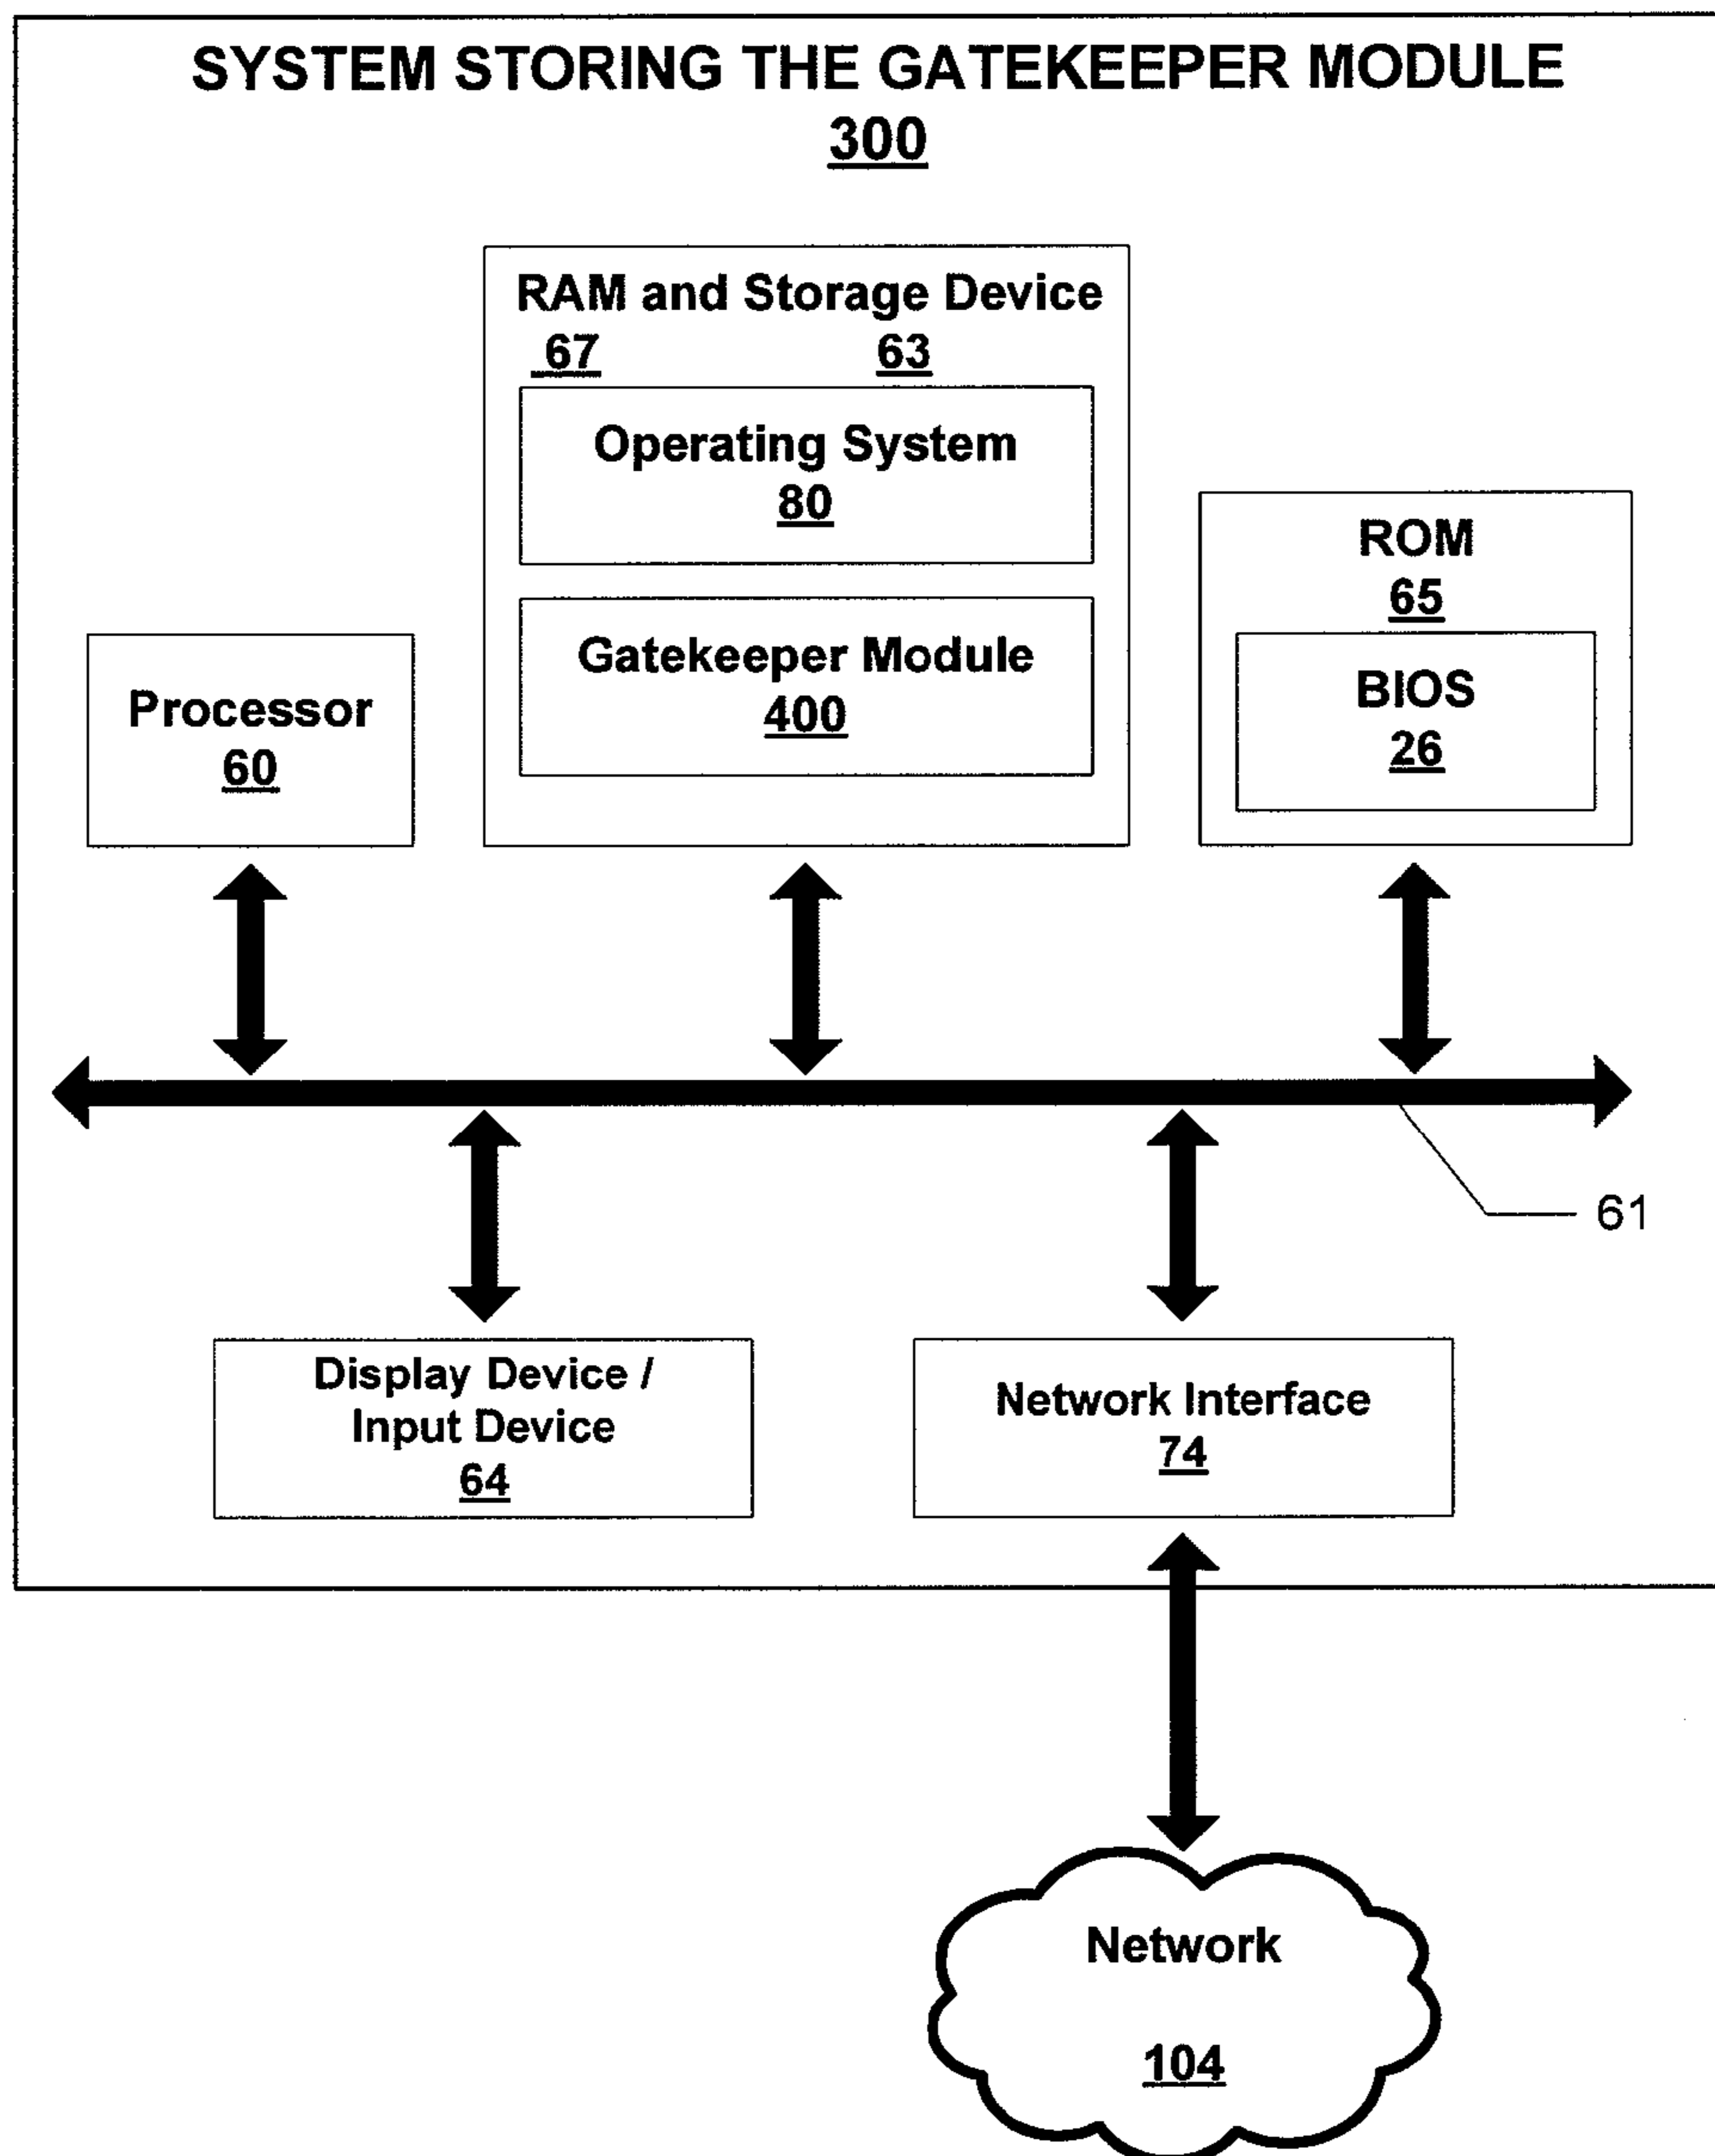 SYSTEM STORING THE GATEKEEPER MODULE
300
RAM and Storage Device
67 63
Operating System
80
Gatekeeper Module
400
ROM
65
BIOS
26
Processor
60
61
Display Device /
Input Device
64
Network Interface
74
Network
104